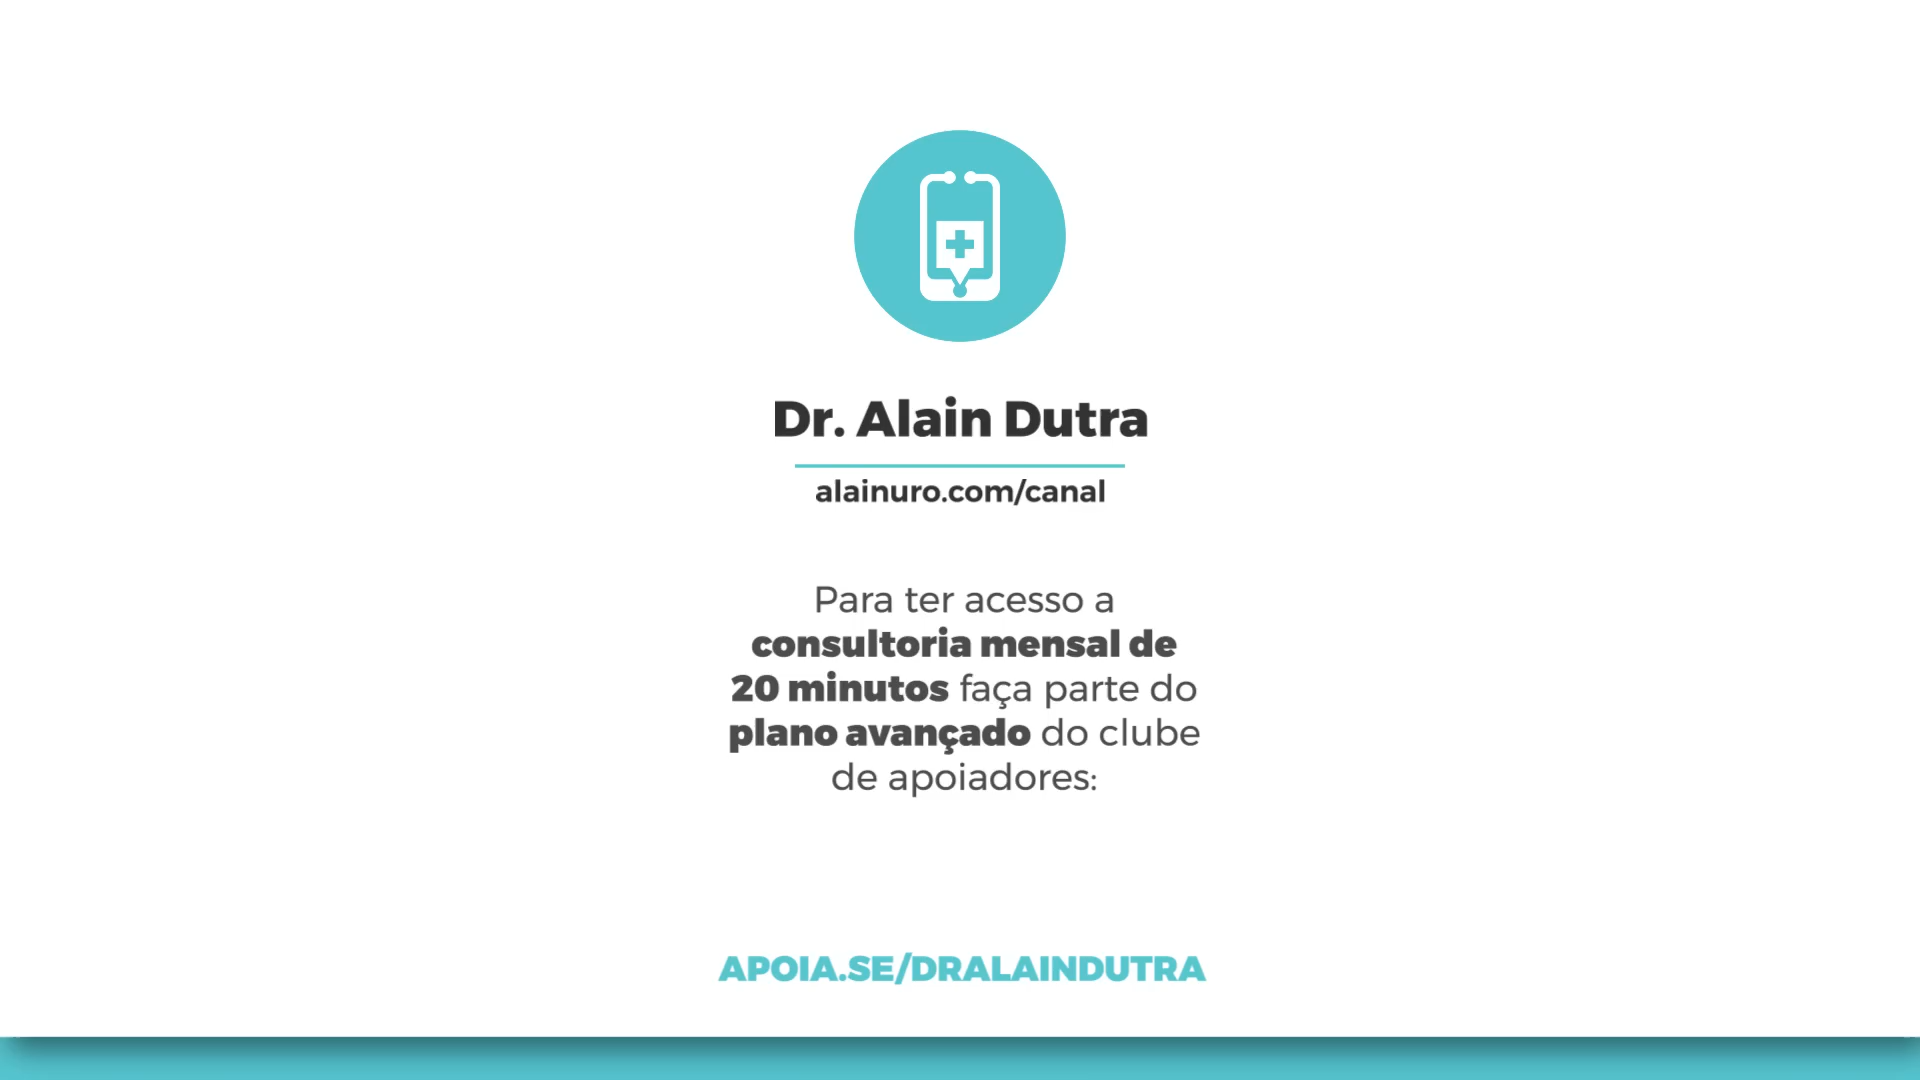 Dr. Alain Dutra
alainuro.com/canal
Para ter acesso a
consultoria mensal de
20 minutos faça parte do
plano avançado do clube
de apoiadores:
APOIA.SE/DRALAINDUTRA